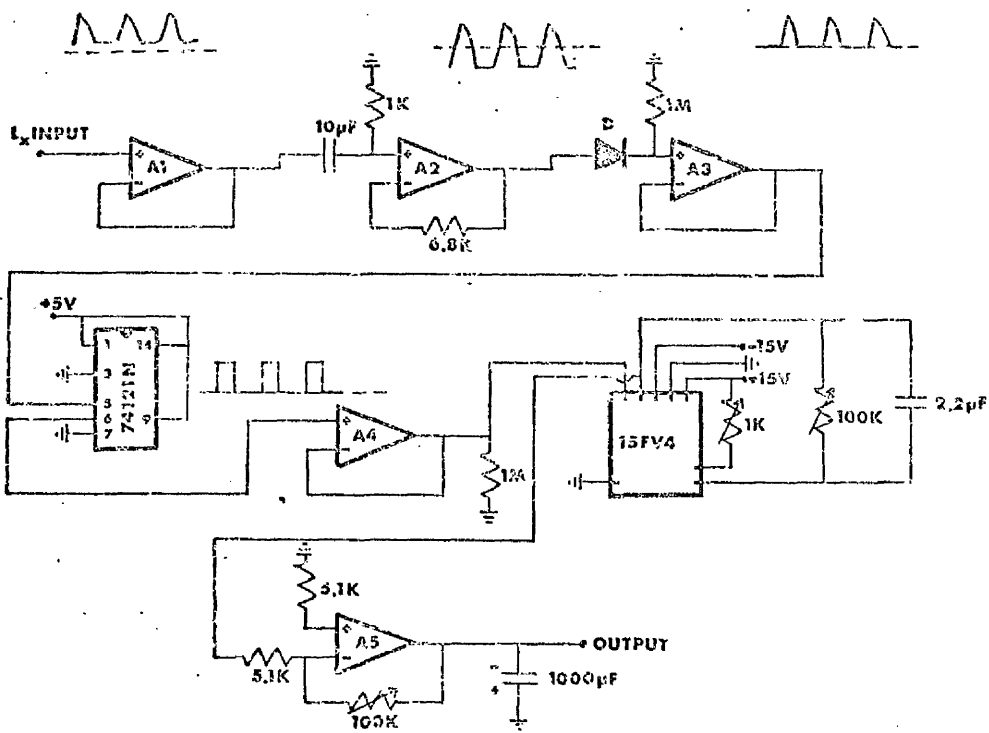 1K
1M
10µF
D
INPUT
A1
A2
A3
6.8K
+5V
1 14
3
5
6 9
7
74121N
-15V
15V
A4
1K
100K
2.2µF
15FV4
1M
5.1K
A5
OUTPUT
5.1K
1000µF
100K